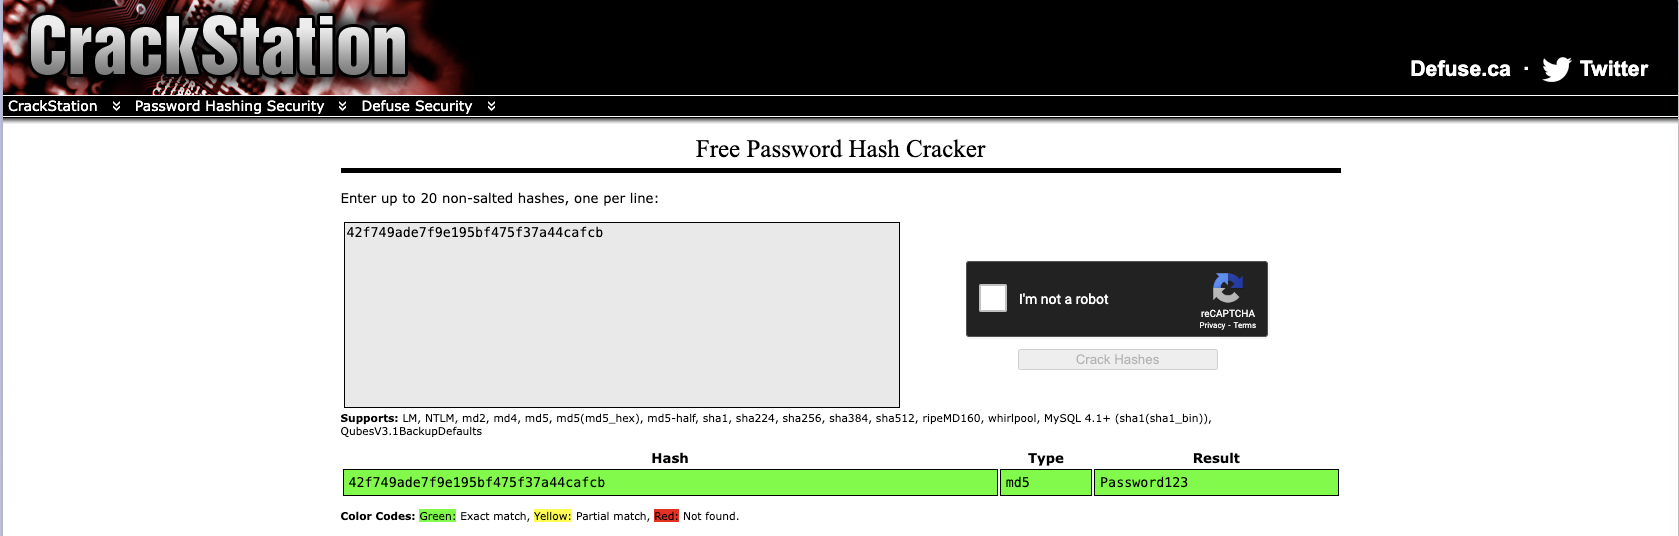 CrackStation
Defuse.ca · Twitter
CrackStation Password Hashing Security Defuse Security
Free Password Hash Cracker
Enter up to 20 non-salted hashes, one per line:
42f749ade7f9e195bf475f37a44cafcb
I'm not a robot
reCAPTCHA
Privacy - Terms
Crack Hashes
Supports: LM, NTLM, md2, md4, md5, md5(md5_hex), md5-half, sha1, sha224, sha256, sha384, sha512, ripeMD160, whirlpool, MySQL 4.1+ (sha1(sha1_bin)),
QubesV3.1BackupDefaults
Hash Type Result
42f749ade7f9e195bf475f37a44cafcb md5 Password123
Color Codes: Green: Exact match, Yellow: Partial match, Red: Not found.